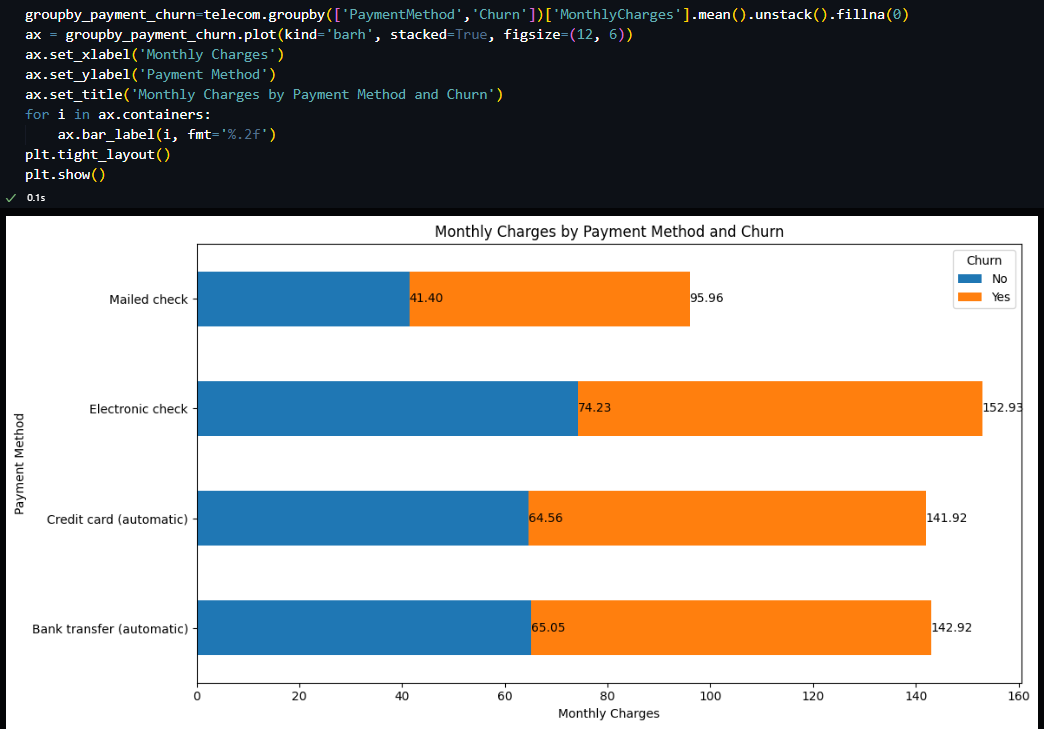 groupby_payment_churn=telecom.groupby(['PaymentMethod','Churn'])['MonthlyCharges'].mean().unstack().fillna(0)
ax = groupby_payment_churn.plot(kind='barh', stacked=True, figsize=(12, 6))
ax.set_xlabel('Monthly Charges')
ax.set_ylabel('Payment Method')
ax.set_title('Monthly Charges by Payment Method and Churn')
for i in ax.containers:
    ax.bar_label(i, fmt='%.2f')
plt.tight_layout()
plt.show()
0.1s
Monthly Charges by Payment Method and Churn
Churn
No
Yes
Mailed check
41.40
95.96
Electronic check
74.23
152.93
Credit card (automatic)
64.56
141.92
Bank transfer (automatic)
65.05
142.92
Payment Method
0 20 40 60 80 100 120 140 160
Monthly Charges